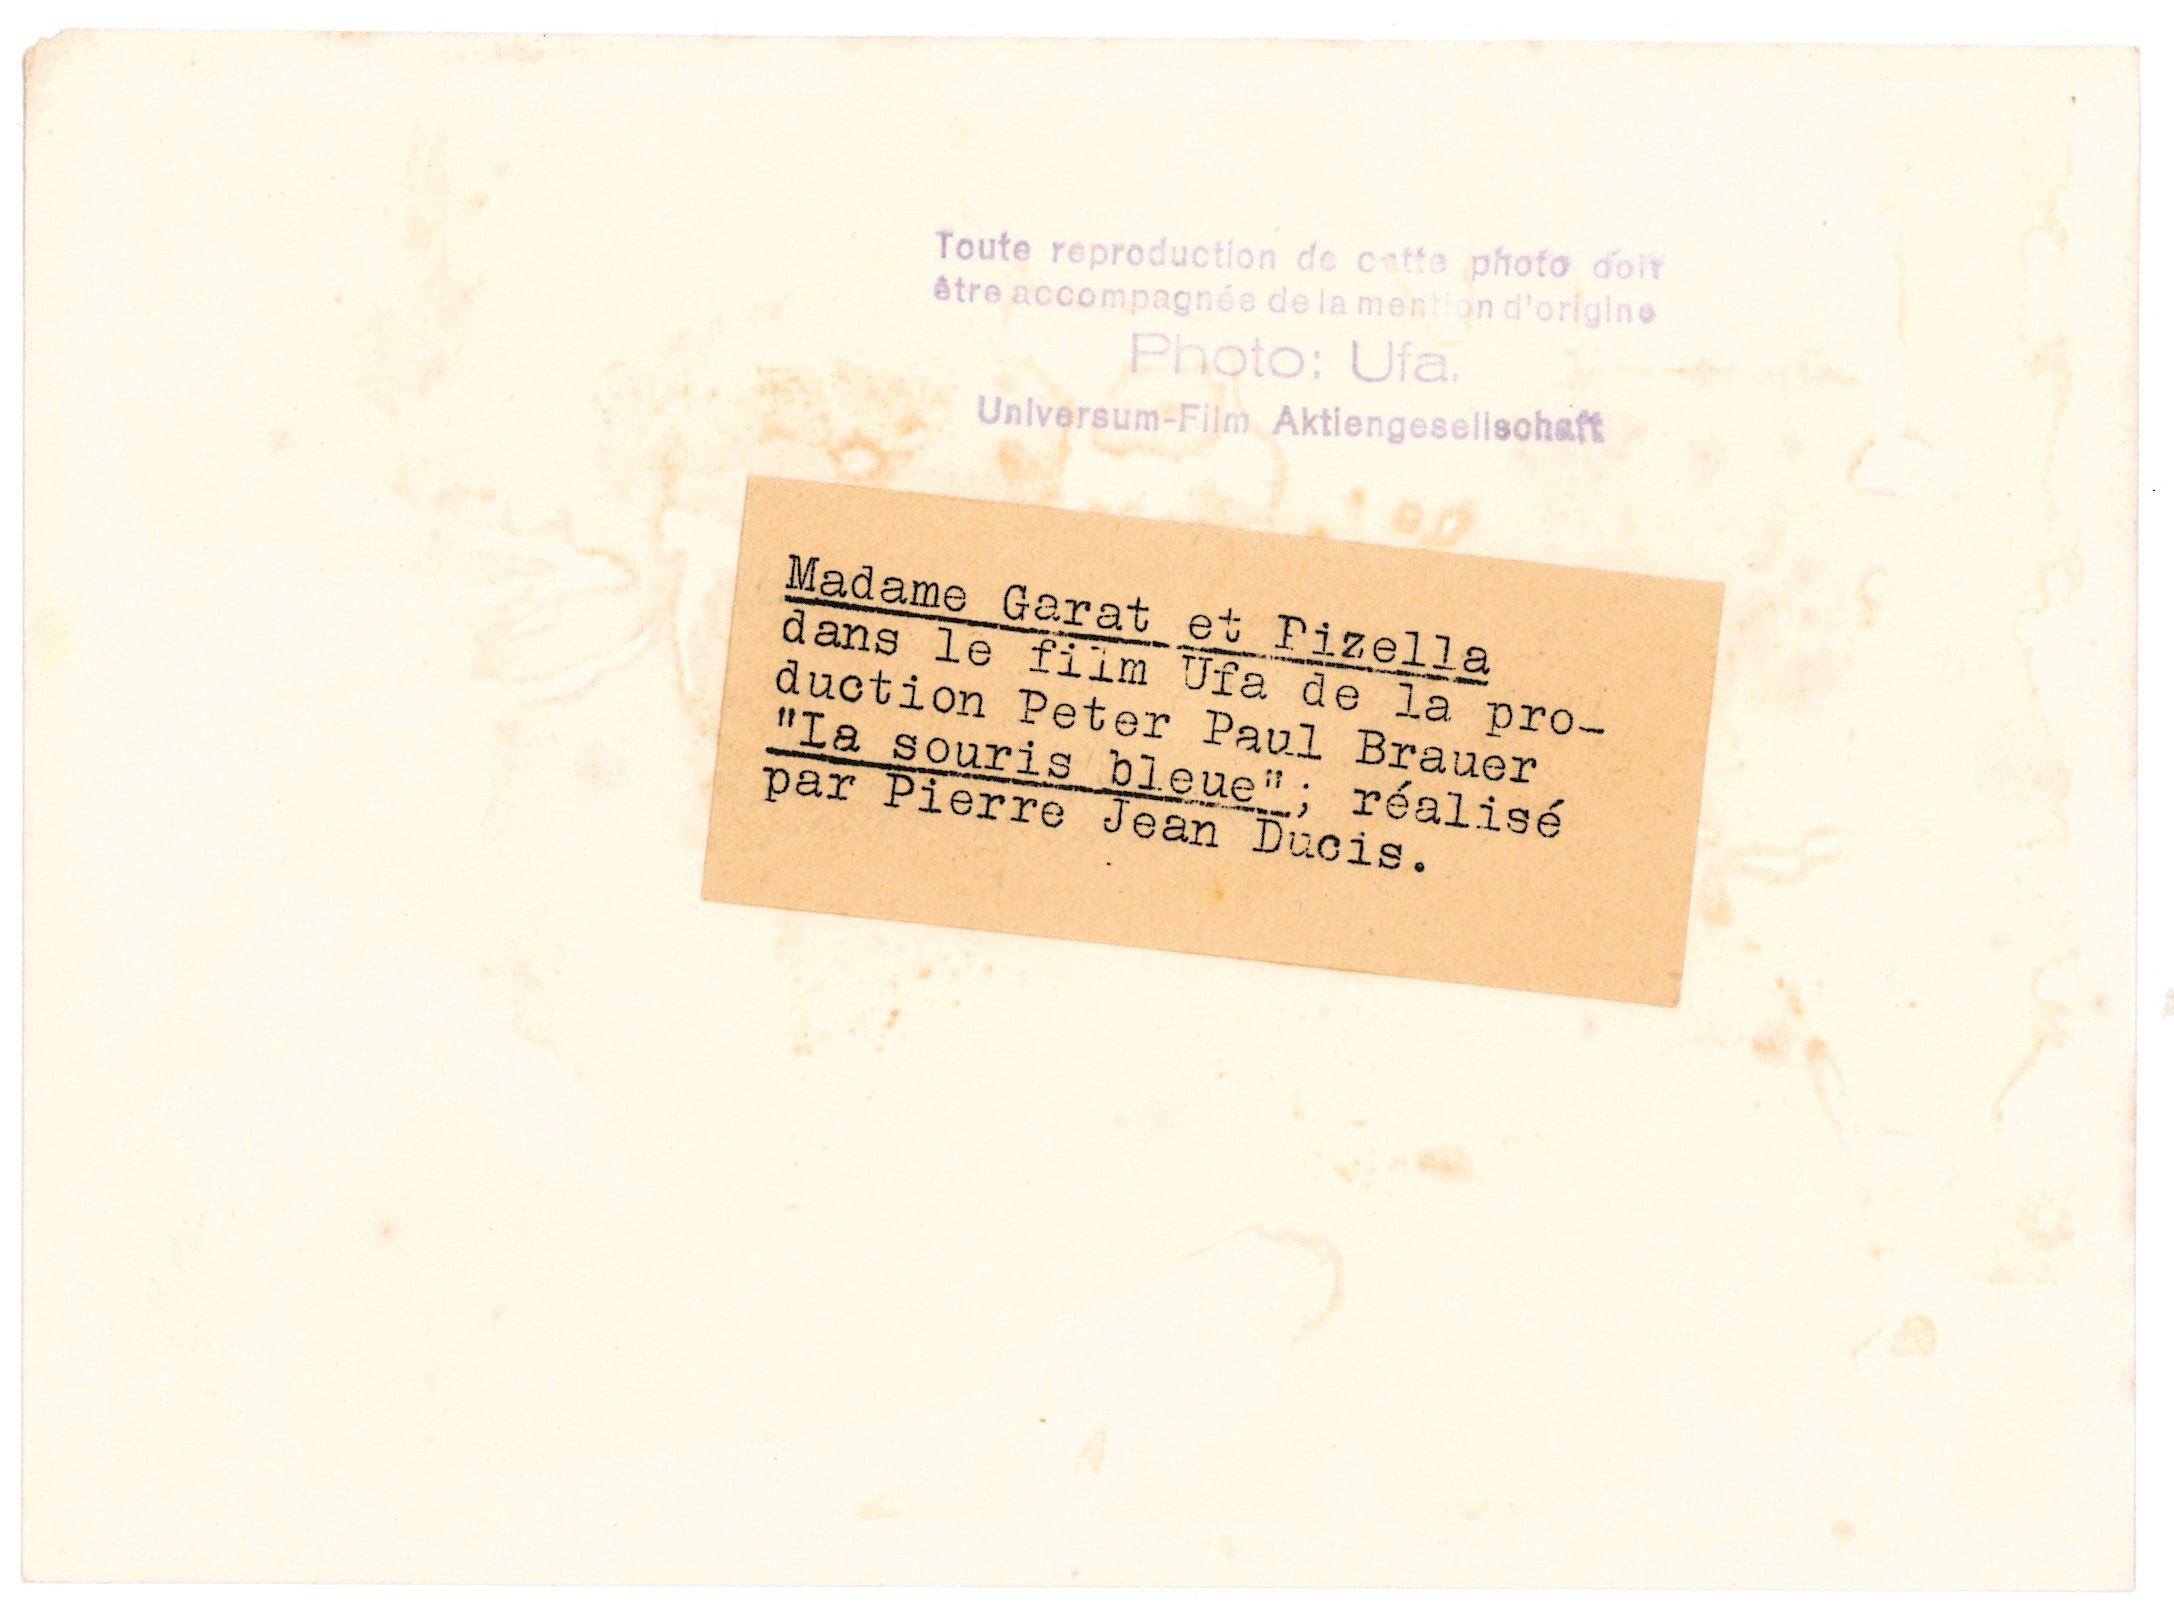 Toute reproduction de cette photo doit
être accompagnée de la mention d'origine
Photo: Ufa.
Universum-Film Aktiengesellschaft
Madame Garat et Pizella
dans le film Ufa de la pro-
duction Peter Paul Brauer
"La souris bleue"; réalisé
par Pierre Jean Ducis.